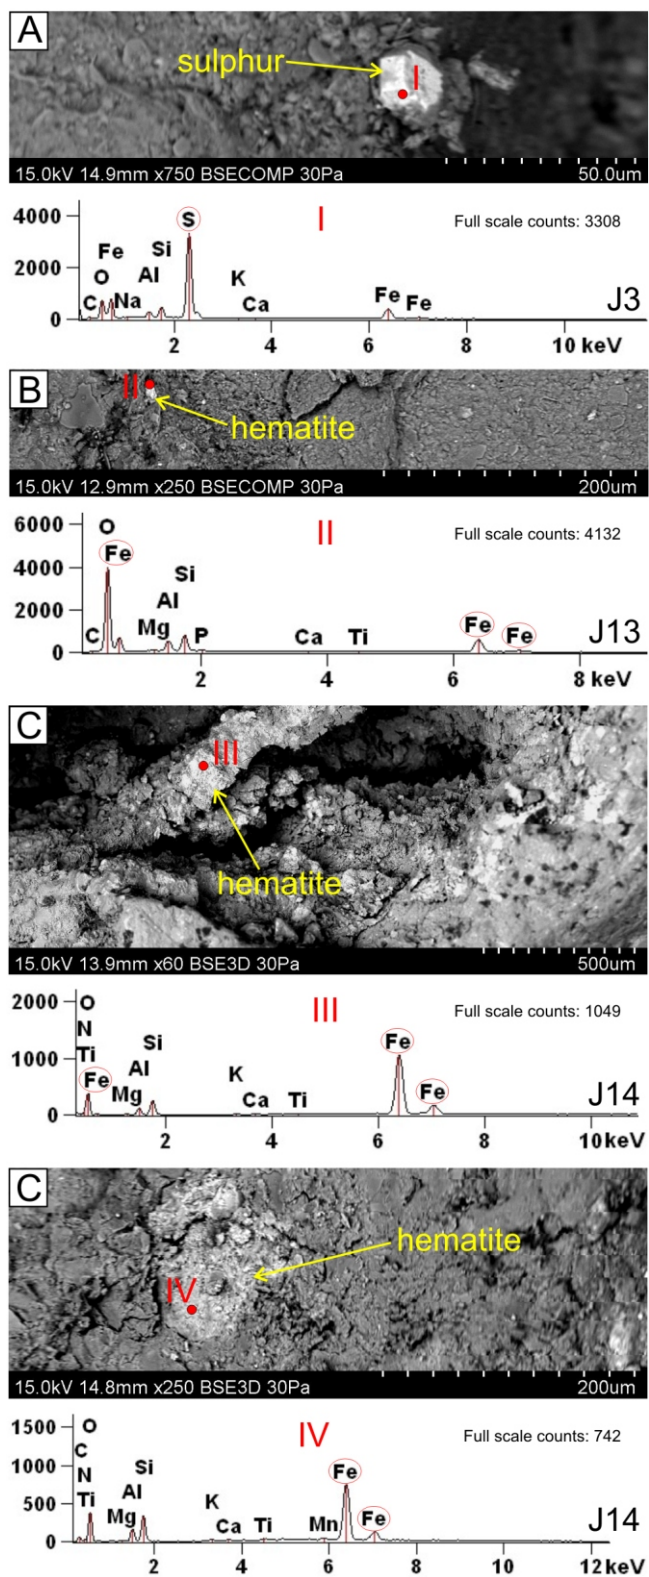 A
sulphur
I
15.0kV 14.9mm x750 BSECOMP 30Pa 50.0um
4000
2000
0
I
Full scale counts: 3308
S
Fe
Si
O
Al
K
C
Na
Ca
Fe
Fe
J3
2 4 6 8 10 keV
B
II
hematite
15.0kV 12.9mm x250 BSECOMP 30Pa 200um
6000
4000
2000
0
II
Full scale counts: 4132
O
Fe
Si
Al
C
Mg
P
Ca
Ti
Fe
Fe
J13
2 4 6 8 keV
C
III
hematite
15.0kV 13.9mm x60 BSE3D 30Pa 500um
2000
1000
0
III
Full scale counts: 1049
O
N
Ti
Fe
Si
Al
Mg
K
Ca
Ti
Fe
Fe
J14
2 4 6 8 10keV
C
hematite
IV
15.0kV 14.8mm x250 BSE3D 30Pa 200um
1500
1000
500
0
IV
Full scale counts: 742
O
C
N
Ti
Si
Al
Mg
K
Ca
Ti
Mn
Fe
Fe
J14
2 4 6 8 10 12 keV